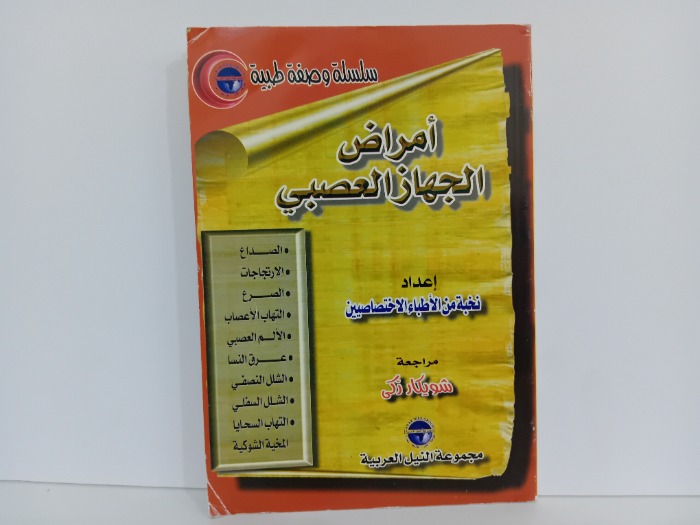 سلسلة وصفة طبية
أمراض
الجهاز العصبي
إعداد
نخبة من الأطباء الاختصاصيين
مراجعة
شويكار زكى
مجموعة النيل العربية
• الصداع
• الارتجاجات
• الصرع
• التهاب الأعصاب
• الألم العصبي
• عرق النسا
• الشلل النصفي
• الشلل السفلي
• التهاب السحايا
المخية الشوكية